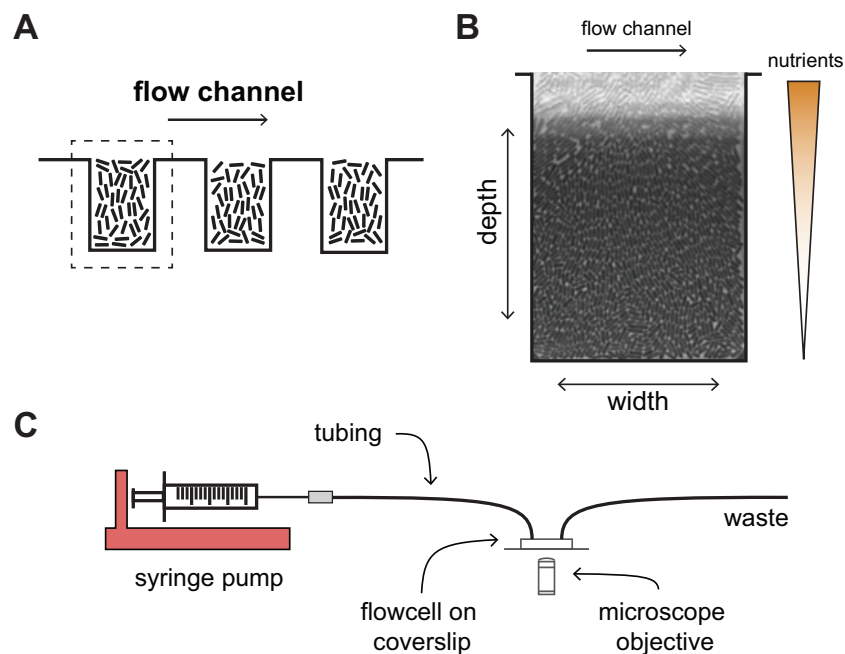 A
flow channel
B
flow channel
nutrients
depth
width
C
tubing
waste
syringe pump
flowcell on
coverslip
microscope
objective